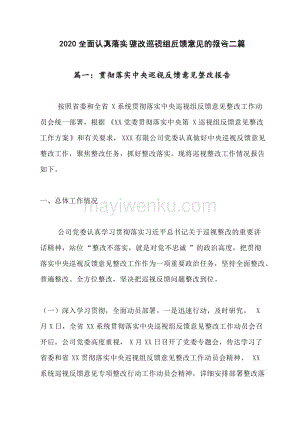 2020 全面认真落实整改巡视组反馈意见的报告二篇
篇一：贯彻落实中央巡视反馈意见整改报告
按照省委和全省 X 系统贯彻落实中央巡视组反馈意见整改工作动
员会统一部署，根据《XX 党委贯彻落实中央第 X 巡视组反馈意见整改
工作方案》和有关要求，XXX 有限公司党委认真做好中央巡视反馈意见
整改工作，聚焦整改任务，抓好整改落实。现将巡视整改工作情况报告
如下。
一、总体工作情况
mayiwenku.com
公司党委认真学习贯彻落实习近平总书记关于巡视整改的重要讲
话精神，站位“整改不落实，就是对党不忠诚”的政治高度，把贯彻
落实中央巡视反馈意见整改工作作为一项重要政治任务，坚持全面整改、
普遍整改、全方位整改，坚决把巡视反馈问题整改到位。
（一）深入学习贯彻，全面动员部署。一是迅速行动，及时研究。X
月 X 日，全省 XX 系统贯彻落实中央巡视组反馈意见整改工作动员会召
开后，公司党委高度重视，X 月 XX 日召开了党委专题会，传达学习了
省委和省 XX 贯彻落实中央巡视组反馈意见整改工作动员会精神，XX
系统巡视反馈意见专项整改行动工作动员会精神，详细安排部署整改落